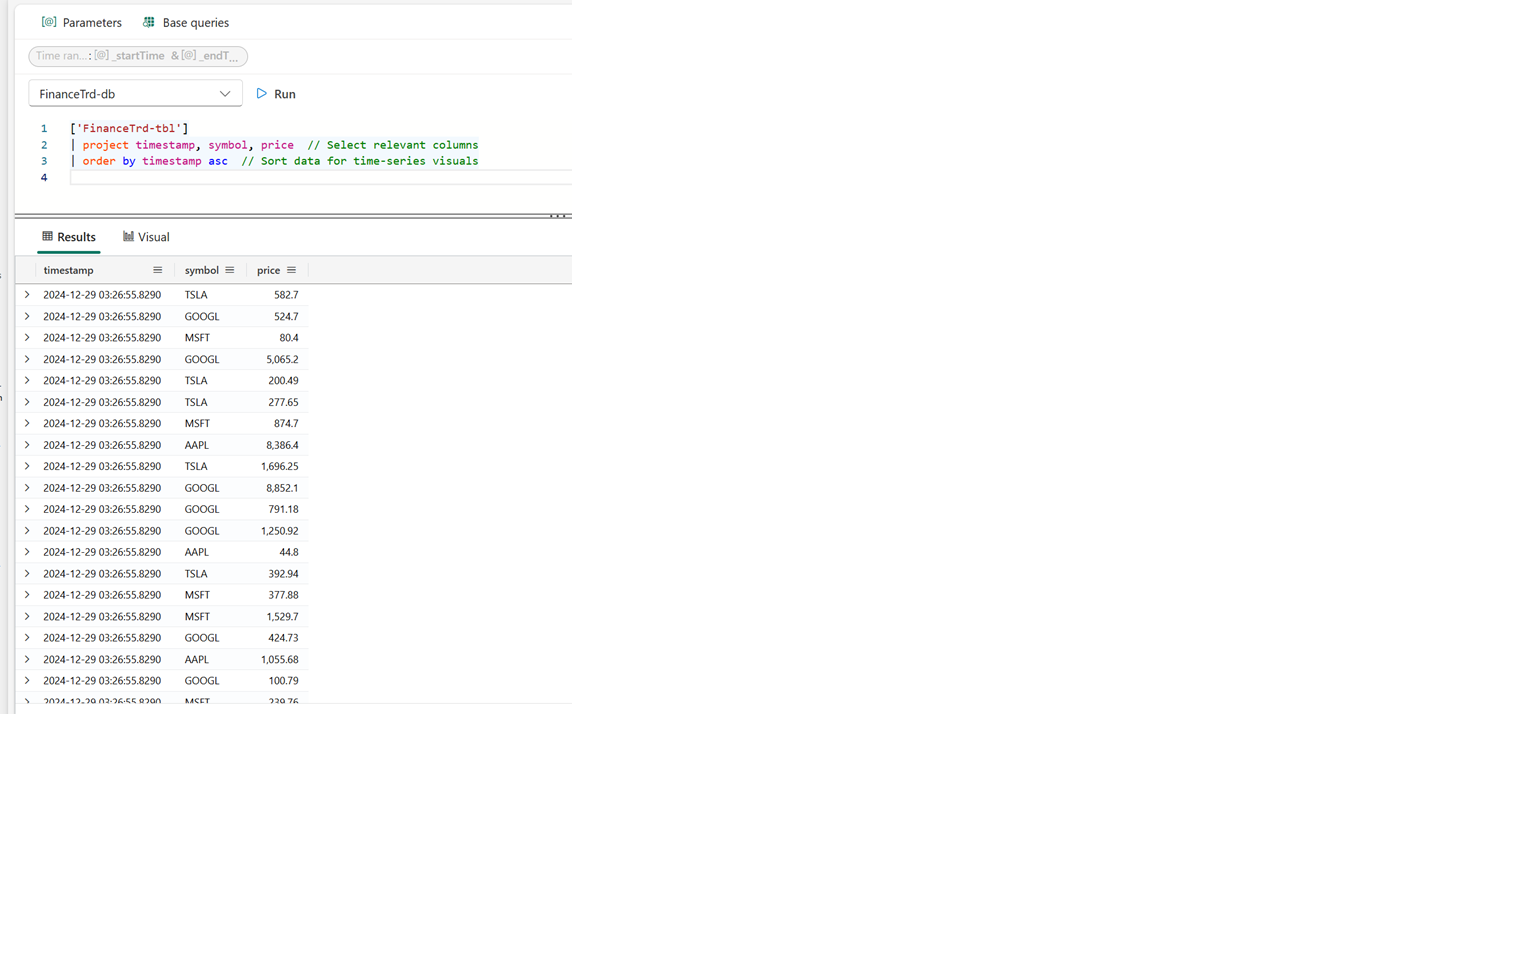 Parameters Base queries
Time ran... : [@] _startTime & [@] _endT...
FinanceTrd-db Run
1 ['FinanceTrd-tbl']
2 | project timestamp, symbol, price // Select relevant columns
3 | order by timestamp asc // Sort data for time-series visuals
4
Results Visual
timestamp symbol price
2024-12-29 03:26:55.8290 TSLA 582.7
2024-12-29 03:26:55.8290 GOOGL 524.7
2024-12-29 03:26:55.8290 MSFT 80.4
2024-12-29 03:26:55.8290 GOOGL 5,065.2
2024-12-29 03:26:55.8290 TSLA 200.49
2024-12-29 03:26:55.8290 TSLA 277.65
2024-12-29 03:26:55.8290 MSFT 874.7
2024-12-29 03:26:55.8290 AAPL 8,386.4
2024-12-29 03:26:55.8290 TSLA 1,696.25
2024-12-29 03:26:55.8290 GOOGL 8,852.1
2024-12-29 03:26:55.8290 GOOGL 791.18
2024-12-29 03:26:55.8290 GOOGL 1,250.92
2024-12-29 03:26:55.8290 AAPL 44.8
2024-12-29 03:26:55.8290 TSLA 392.94
2024-12-29 03:26:55.8290 MSFT 377.88
2024-12-29 03:26:55.8290 MSFT 1,529.7
2024-12-29 03:26:55.8290 GOOGL 424.73
2024-12-29 03:26:55.8290 AAPL 1,055.68
2024-12-29 03:26:55.8290 GOOGL 100.79
2024-12-29 03:26:55.8290 MSFT 239.76